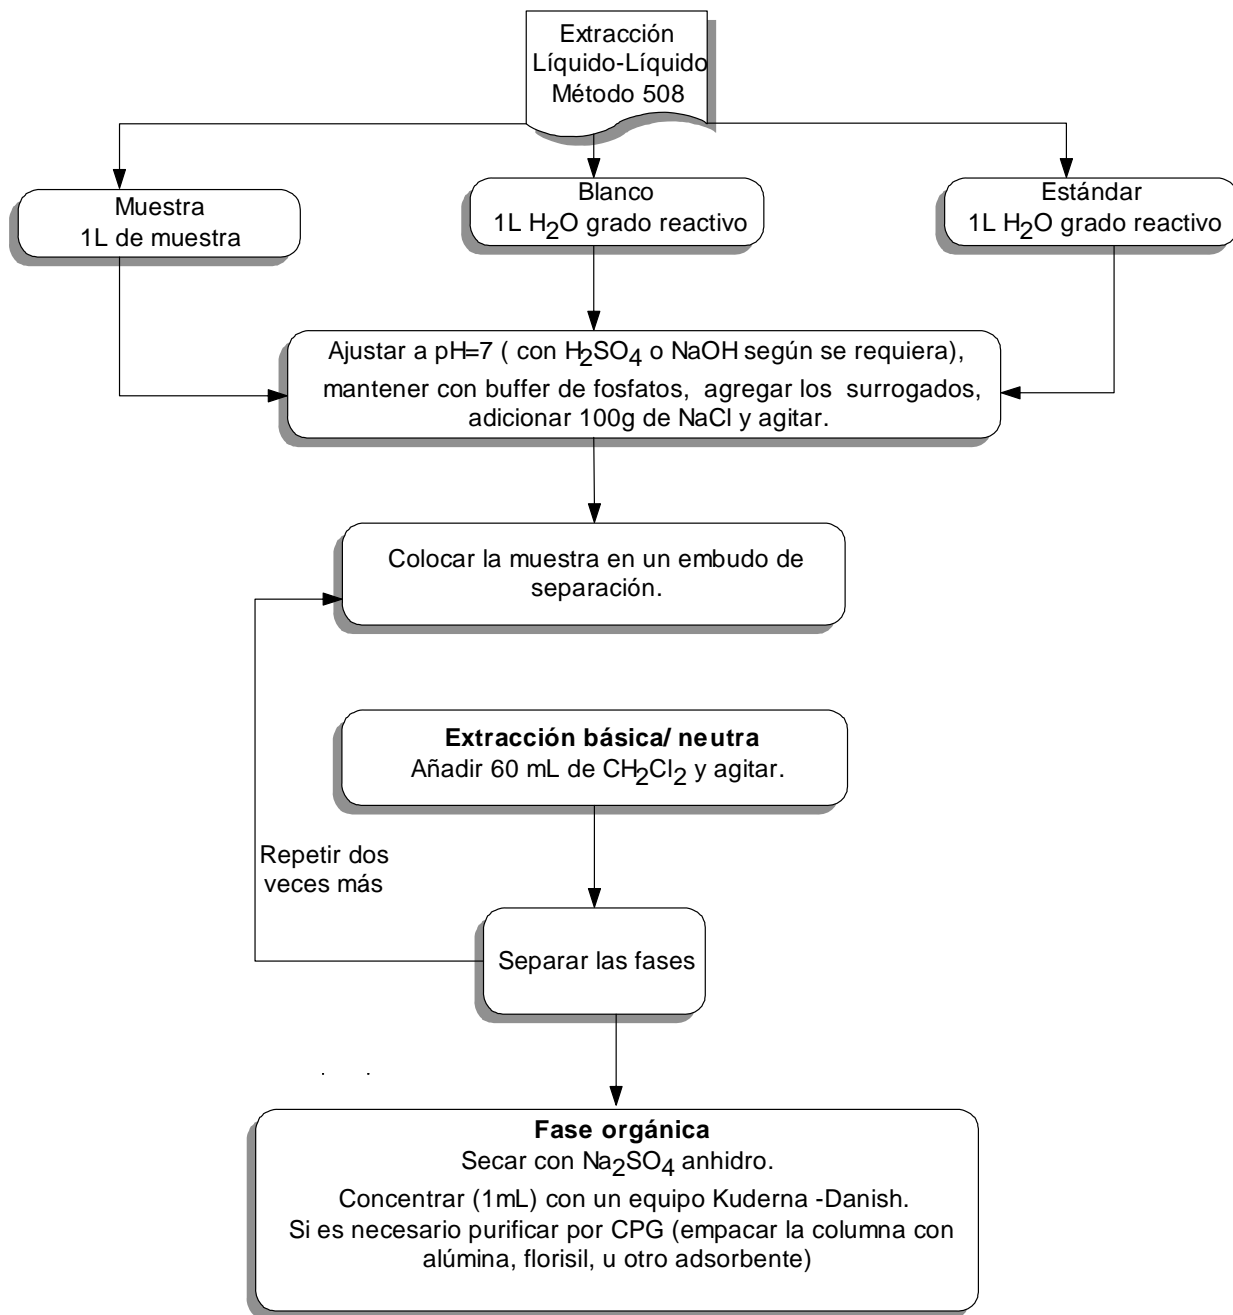 Extracción
Líquido-Líquido
Método 508
Muestra
1L de muestra
Blanco
1L H₂O grado reactivo
Estándar
1L H₂O grado reactivo
Ajustar a pH=7 ( con H₂SO₄ o NaOH según se requiera),
mantener con buffer de fosfatos, agregar los surrogados,
adicionar 100g de NaCl y agitar.
Colocar la muestra en un embudo de
separación.
Extracción básica/ neutra
Añadir 60 mL de CH₂Cl₂ y agitar.
Repetir dos
veces más
Separar las fases
Fase orgánica
Secar con Na₂SO₄ anhidro.
Concentrar (1mL) con un equipo Kuderna -Danish.
Si es necesario purificar por CPG (empacar la columna con
alúmina, florisil, u otro adsorbente)